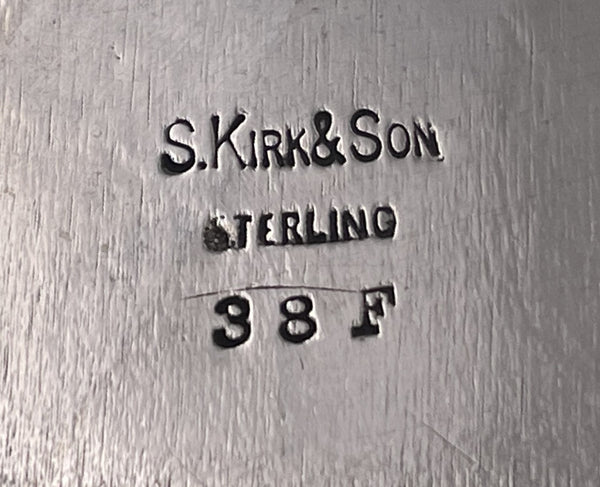 S. KIRK & SON
STERLING
38 F